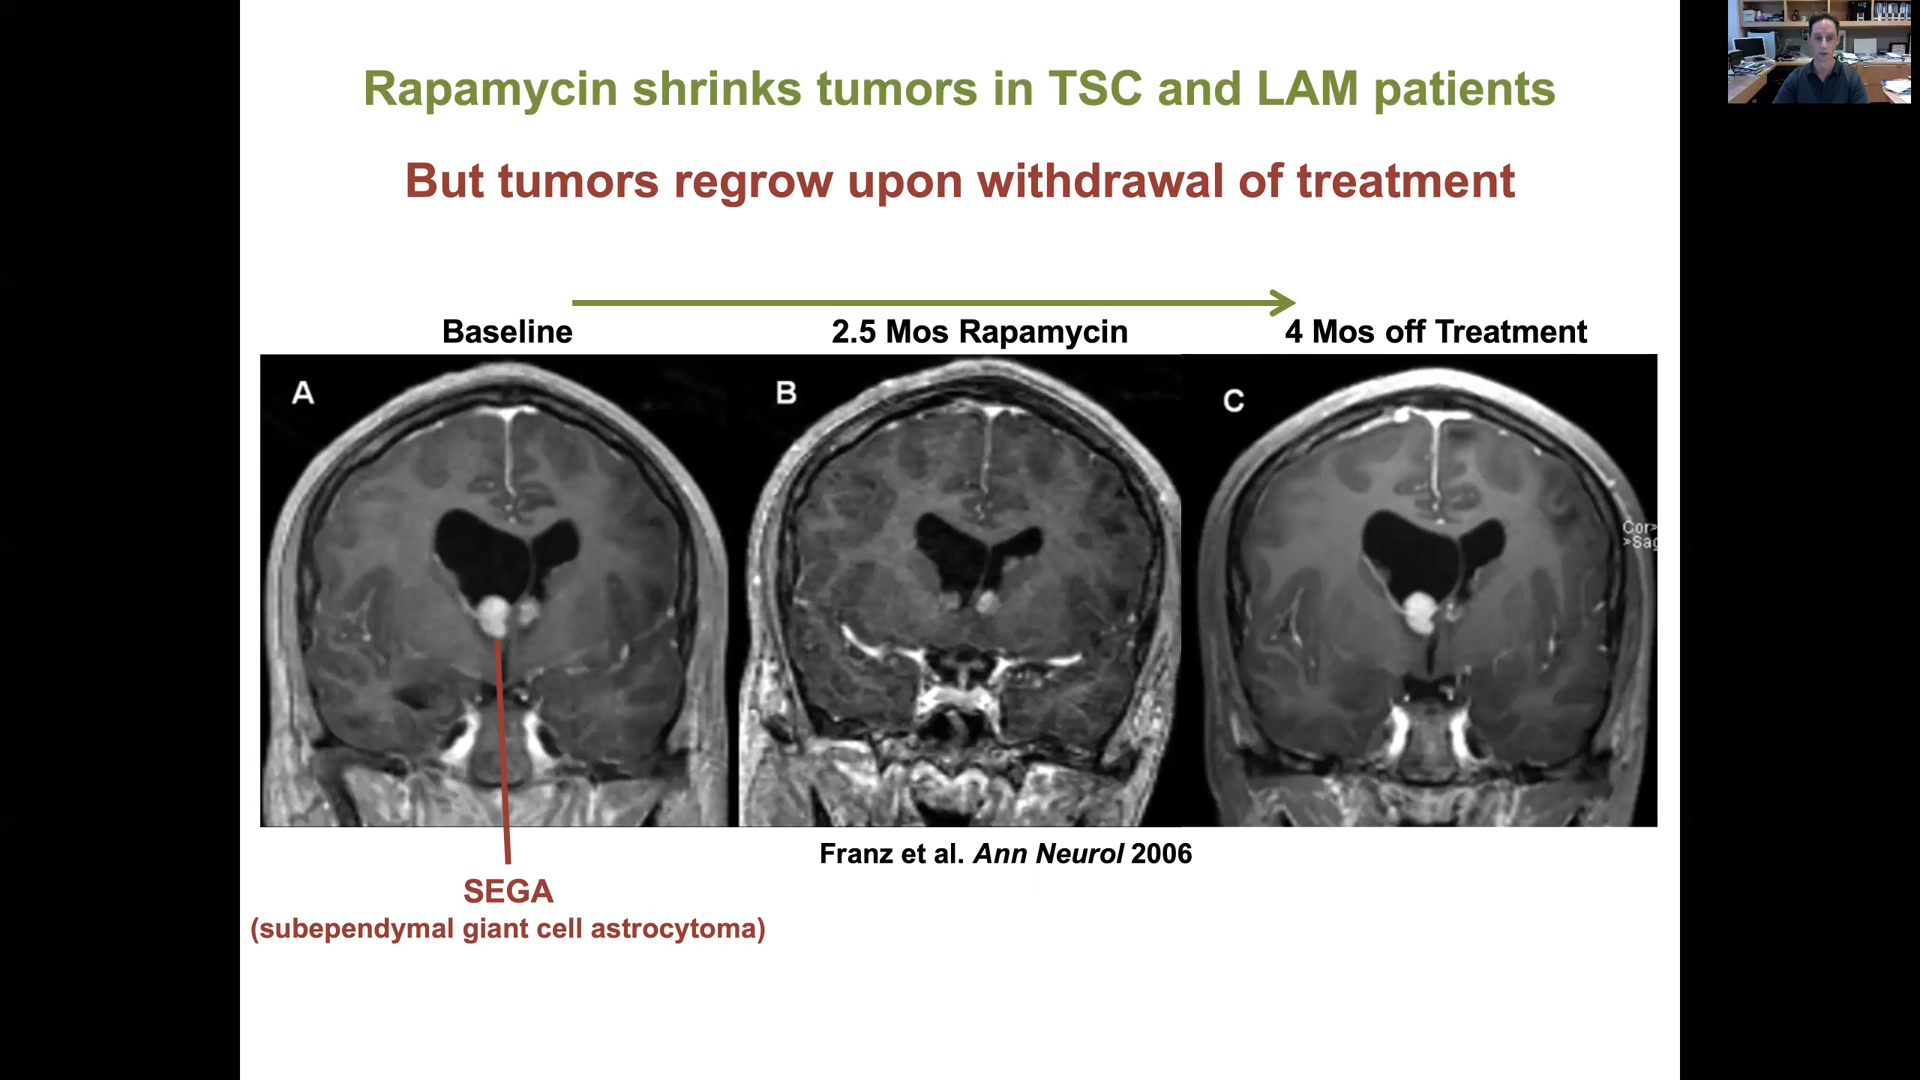 Rapamycin shrinks tumors in TSC and LAM patients
But tumors regrow upon withdrawal of treatment
Baseline
2.5 Mos Rapamycin
4 Mos off Treatment
A
B
C
Cor>
>Sag
Franz et al. Ann Neurol 2006
SEGA
(subependymal giant cell astrocytoma)